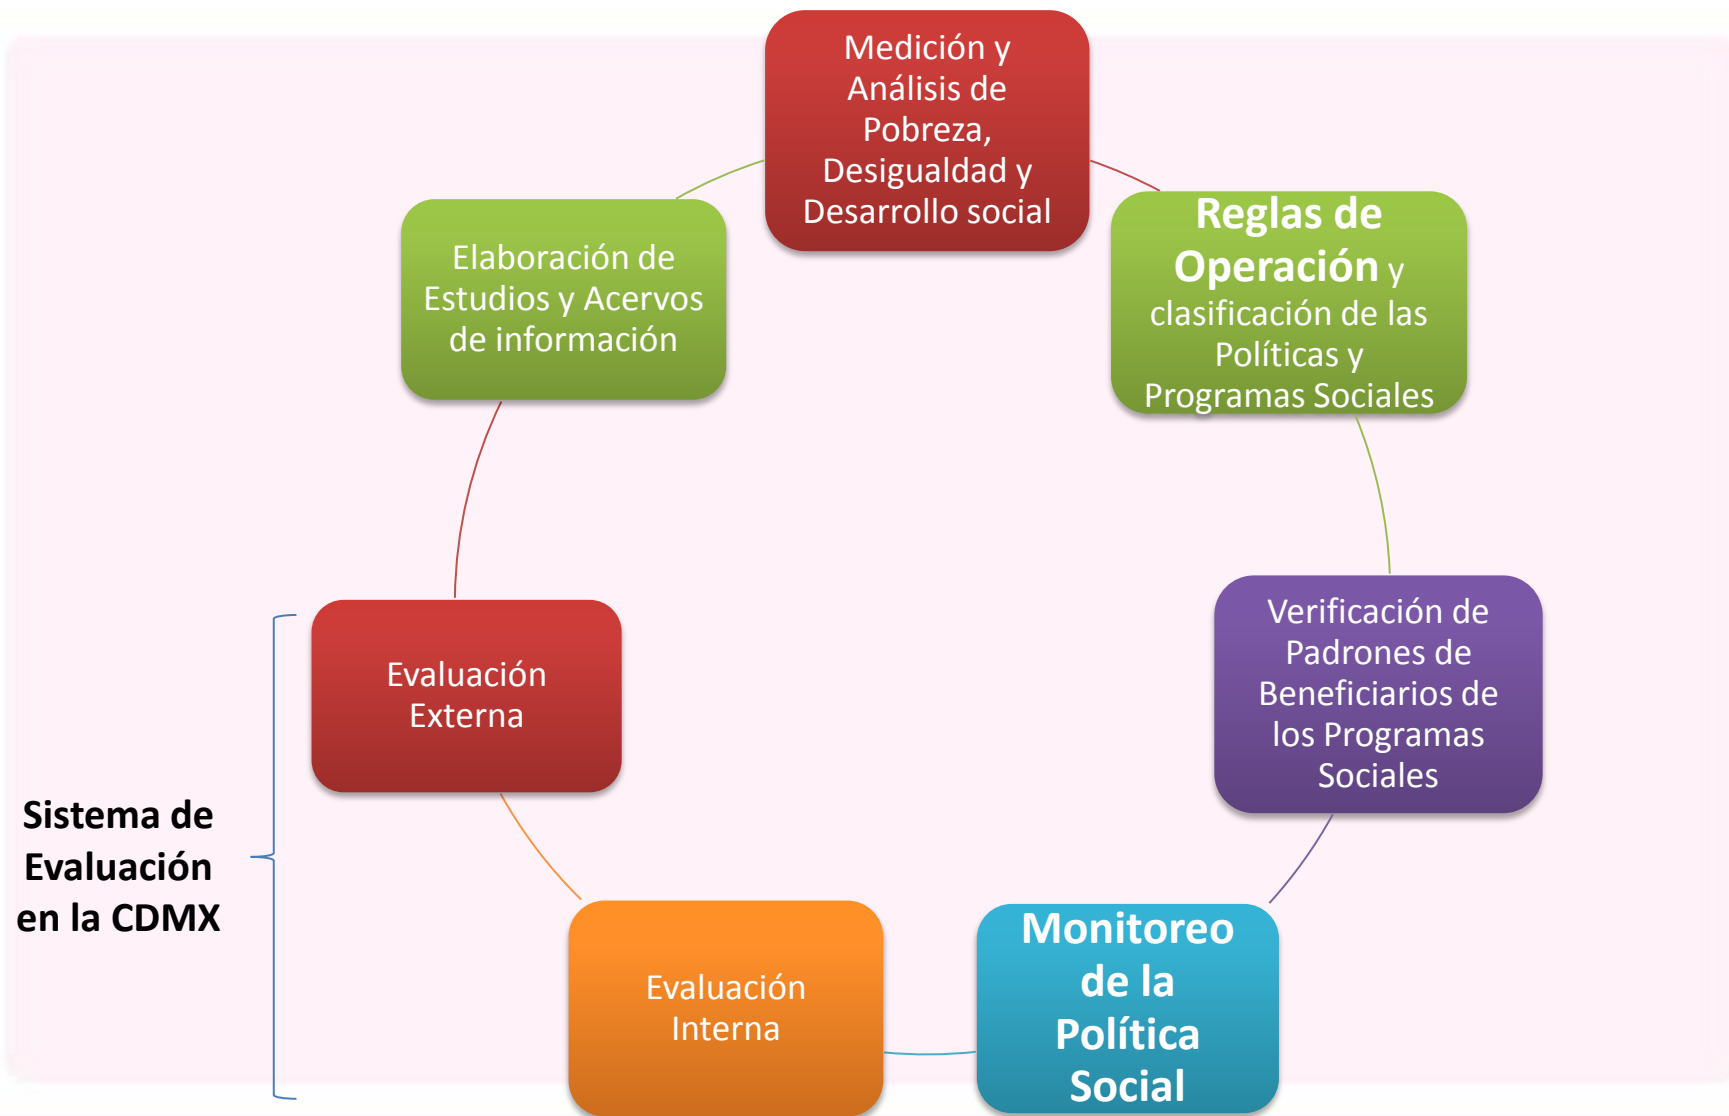 Medición y
Análisis de
Pobreza,
Desigualdad y
Desarrollo social
Reglas de
Operación y
clasificación de las
Políticas y
Programas Sociales
Verificación de
Padrones de
Beneficiarios de
los Programas
Sociales
Monitoreo
de la
Política
Social
Evaluación
Interna
Evaluación
Externa
Elaboración de
Estudios y Acervos
de información
Sistema de
Evaluación
en la CDMX